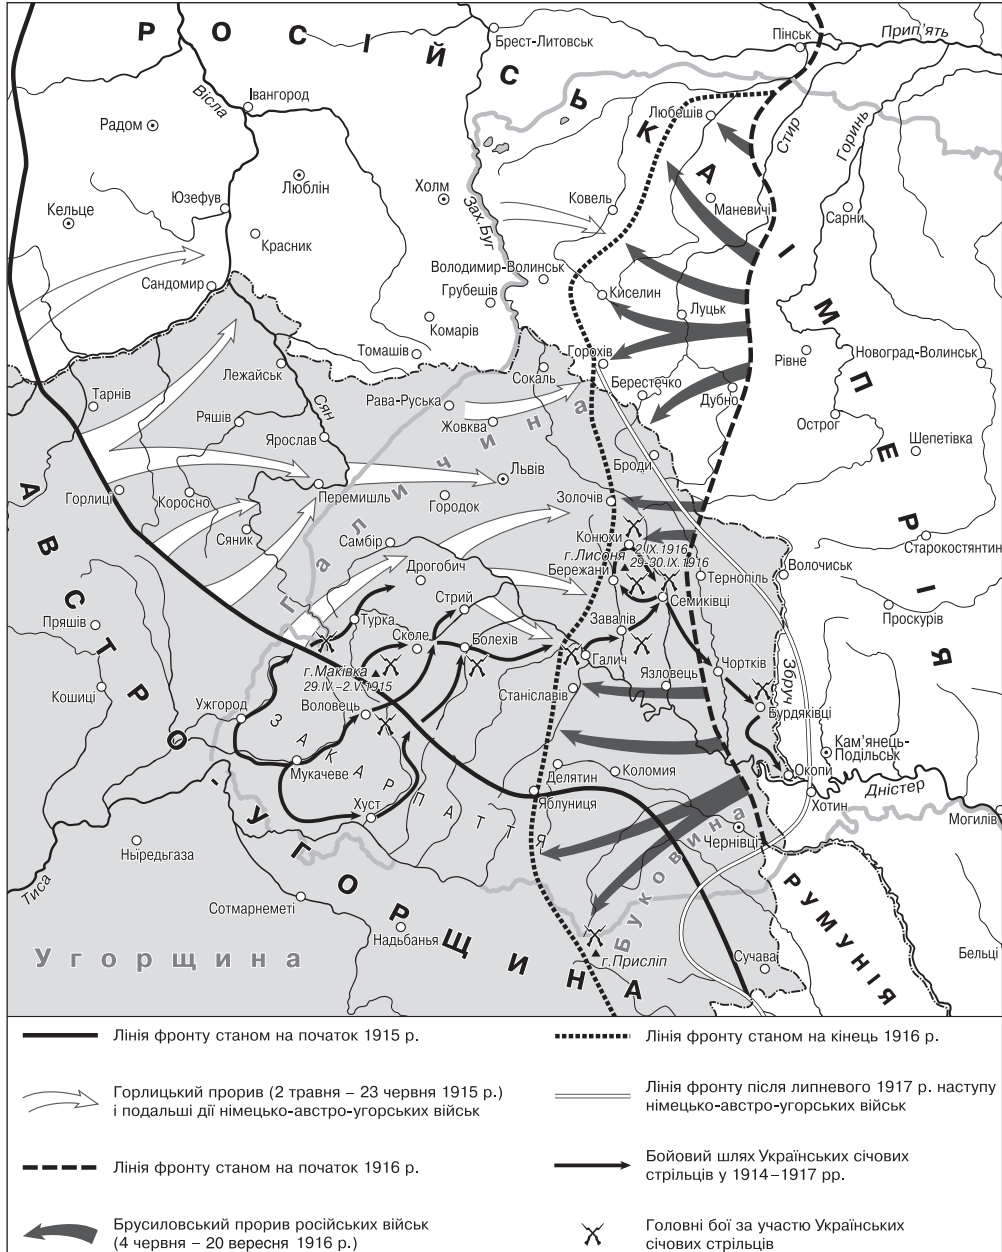 РОСІЙСЬКА ІМПЕРІЯ
Брест-Литовськ
Пінськ
Прип'ять
Вісла
Івангород
Радом
Любешів
Стир
Горинь
Люблін
Холм
Юзефув
Зах.Буг
Ковель
Маневичі
Сарни
Кельце
Красник
Володимир-Волинськ
Сандомир
Грубешів
Киселин
Луцьк
Комарів
Томашів
Горохів
Рівне
Новоград-Волинськ
Сокаль
Берестечко
Лежайськ
Тарнів
Сян
Рава-Руська
Дубно
Острог
Ряшів
Жовква
Шепетівка
Ярослав
Галичина
Броди
Львів
Горлиці
Коросно
Перемишль
Городок
Золочів
Сяник
Самбір
Конюхи
2.IX.1916
г.Лисоня
29-30.IX.1916
Старокостянтин
Бережани
Тернопіль
Волочиськ
Дрогобич
Семиківці
Стрий
Завалів
Проскурів
АВСТРО-УГОРЩИНА
Пряшів
Турка
Сколе
Болехів
Галич
Чортків
Збруч
г.Маківка
29.IV.–2.V.1915
Язловець
Кошиці
Станіславів
Ужгород
Воловець
Бурдяківці
ЗАКАРПАТТЯ
Кам'янець-
Подільськ
Мукачеве
Делятин
Коломия
Окопи
Дністер
Хуст
Яблуниця
Хотин
Могилів
Чернівці
Ньіредьгаза
Буковина
Тиса
Сотмарнеметі
РУМУНІЯ
Надьбанья
Угорщина
г.Присліп
Сучава
Бельці
Лінія фронту станом на початок 1915 р.
Горлицький прорив (2 травня – 23 червня 1915 р.)
і подальші дії німецько-австро-угорських військ
Лінія фронту станом на початок 1916 р.
Брусиловський прорив російських військ
(4 червня – 20 вересня 1916 р.)
Лінія фронту станом на кінець 1916 р.
Лінія фронту після липневого 1917 р. наступу
німецько-австро-угорських військ
Бойовий шлях Українських січових
стрільців у 1914–1917 рр.
Головні бої за участю Українських
січових стрільців